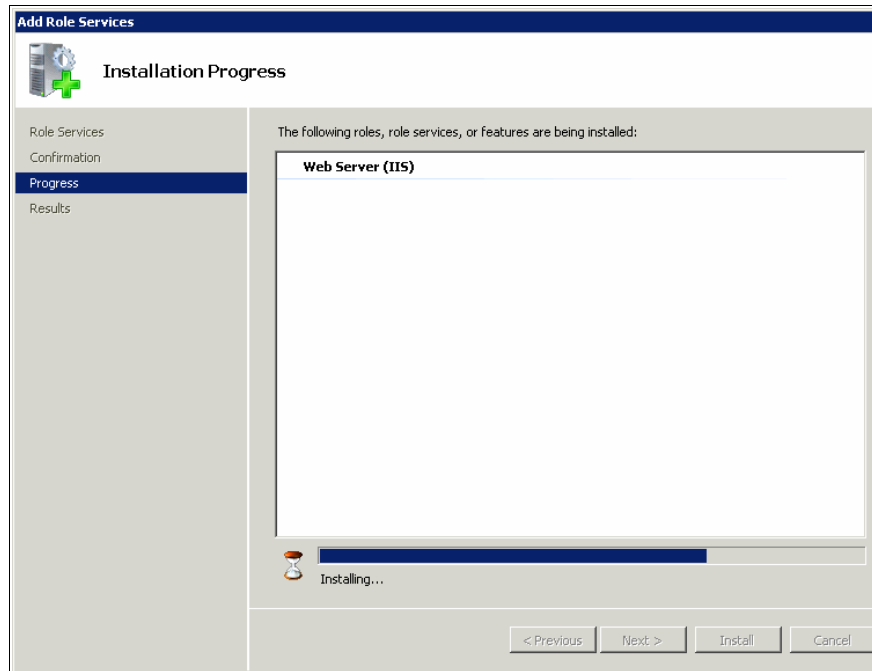 Add Role Services
Installation Progress
Role Services
Confirmation
Progress
Results
The following roles, role services, or features are being installed:
Web Server (IIS)
Installing...
< Previous
Next >
Install
Cancel